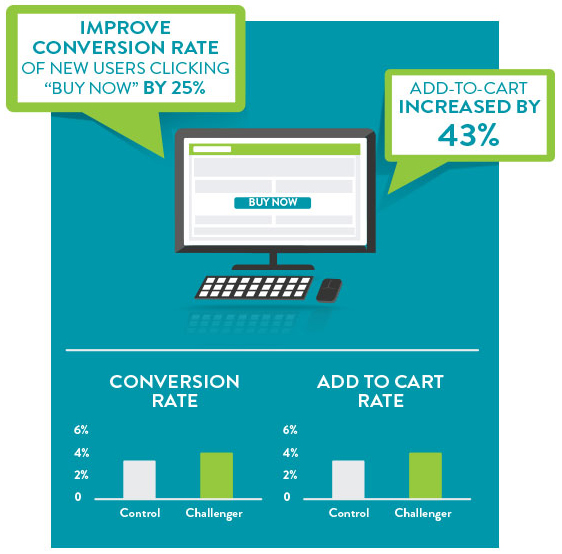 IMPROVE
CONVERSION RATE
OF NEW USERS CLICKING
“BUY NOW” BY 25%
ADD-TO-CART
INCREASED BY
43%
BUY NOW
CONVERSION
RATE
6%
4%
2%
0
Control Challenger
ADD TO CART
RATE
6%
4%
2%
0
Control Challenger